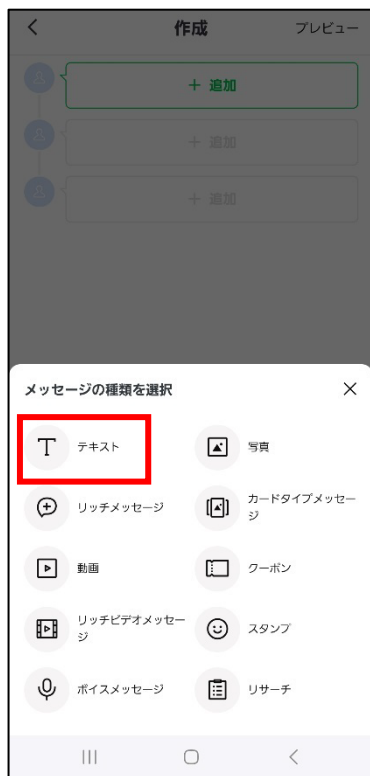 作成
プレビュー
+ 追加
+ 追加
+ 追加
メッセージの種類を選択
テキスト
写真
リッチメッセージ
カードタイプメッセー
ジ
動画
クーポン
リッチビデオメッセー
ジ
スタンプ
ボイスメッセージ
リサーチ